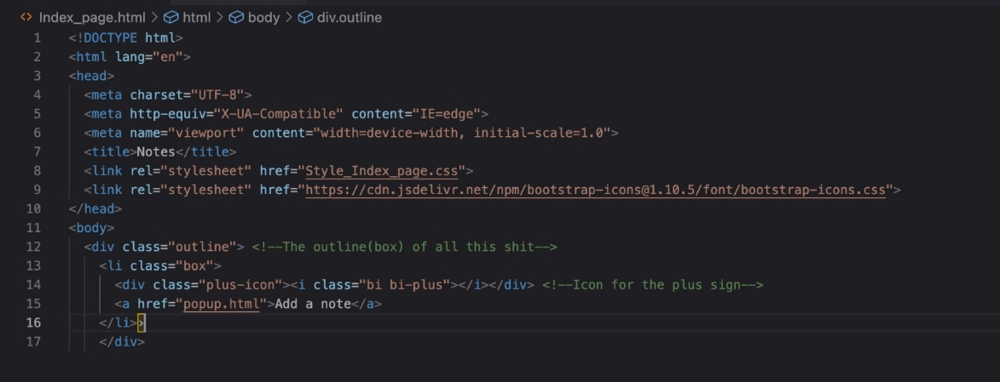 Index_page.html > html > body > div.outline
1 <!DOCTYPE html>
2 <html lang="en">
3 <head>
4 <meta charset="UTF-8">
5 <meta http-equiv="X-UA-Compatible" content="IE=edge">
6 <meta name="viewport" content="width=device-width, initial-scale=1.0">
7 <title>Notes</title>
8 <link rel="stylesheet" href="Style_Index_page.css">
9 <link rel="stylesheet" href="https://cdn.jsdelivr.net/npm/bootstrap-icons@1.10.5/font/bootstrap-icons.css">
10 </head>
11 <body>
12 <div class="outline"> <!--The outline(box) of all this shit-->
13 <li class="box">
14 <div class="plus-icon"><i class="bi bi-plus"></i></div> <!--Icon for the plus sign-->
15 <a href="popup.html">Add a note</a>
16 </li>›
17 </div>